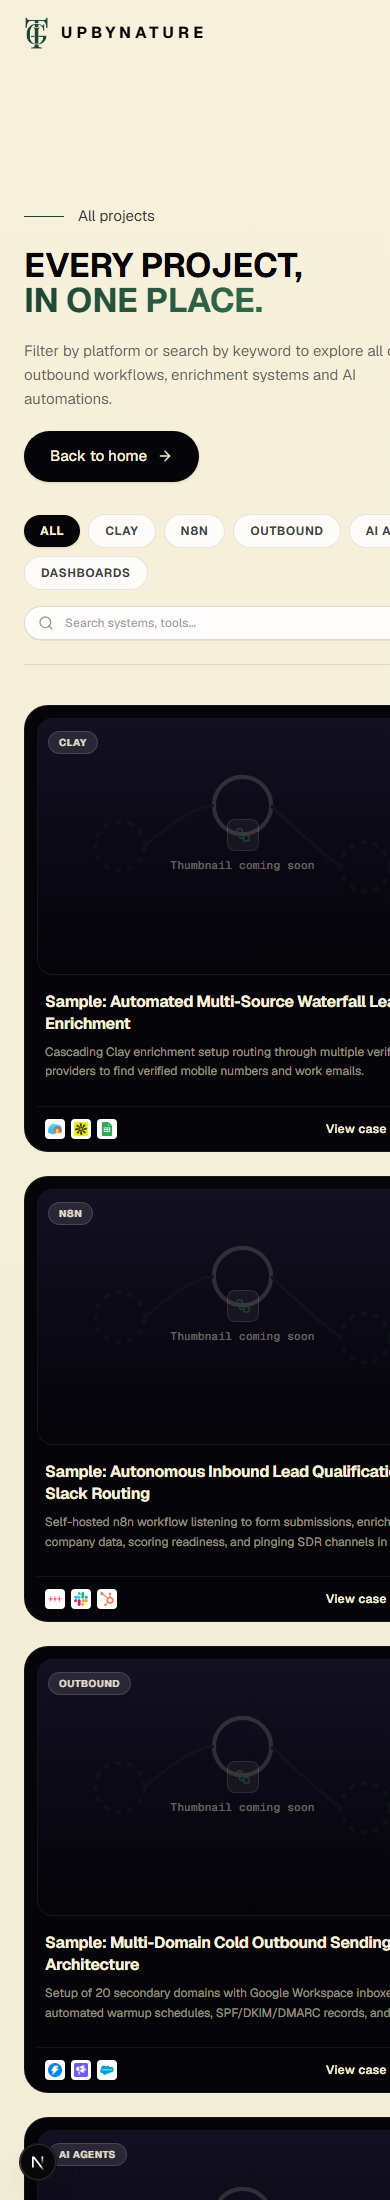 UPBYNATURE
All projects
EVERY PROJECT,
IN ONE PLACE.
Filter by platform or search by keyword to explore all
outbound workflows, enrichment systems and AI
automations.
Back to home →
ALL CLAY N8N OUTBOUND AI
DASHBOARDS
Search systems, tools...
CLAY
Thumbnail coming soon
Sample: Automated Multi-Source Waterfall
Enrichment
Cascading Clay enrichment setup routing through multiple
providers to find verified mobile numbers and work emails.
View case
N8N
Thumbnail coming soon
Sample: Autonomous Inbound Lead
Slack Routing
Self-hosted n8n workflow listening to form submissions,
company data, scoring readiness, and pinging SDR channels in
View case
OUTBOUND
Thumbnail coming soon
Sample: Multi-Domain Cold Outbound Sending
Architecture
Setup of 20 secondary domains with Google Workspace
automated warmup schedules, SPF/DKIM/DMARC records,
View case
N
AI AGENTS